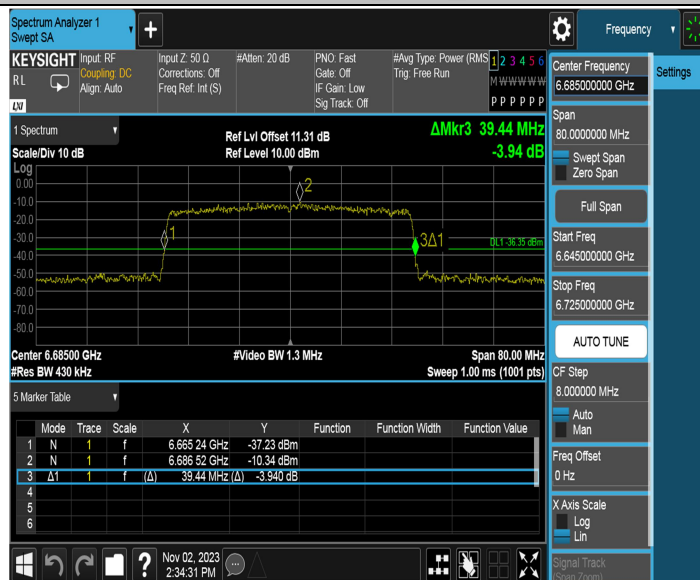 Spectrum Analyzer 1
Swept SA
+
Frequency
KEYSIGHT
RL
LXI
Input: RF
Coupling: DC
Align: Auto
Input Z: 50 Ω
Corrections: Off
Freq Ref: Int (S)
#Atten: 20 dB
PNO: Fast
Gate: Off
IF Gain: Low
Sig Track: Off
#Avg Type: Power (RMS
Trig: Free Run
1 2 3 4 5 6
M W W W W W
P P P P P P
Center Frequency
6.685000000 GHz
Settings
Span
80.0000000 MHz
Swept Span
Zero Span
Full Span
Start Freq
6.645000000 GHz
Stop Freq
6.725000000 GHz
AUTO TUNE
CF Step
8.000000 MHz
Auto
Man
Freq Offset
0 Hz
X Axis Scale
Log
Lin
Signal Track
(Span Zoom)
1 Spectrum
Scale/Div 10 dB
Ref Lvl Offset 11.31 dB
Ref Level 10.00 dBm
ΔMkr3 39.44 MHz
-3.94 dB
Log
0.00
-10.0
-20.0
-30.0
-40.0
-50.0
-60.0
-70.0
-80.0
1
2
3Δ1
DL1 -36.35 dBm
Center 6.68500 GHz
#Video BW 1.3 MHz
Span 80.00 MHz
#Res BW 430 kHz
Sweep 1.00 ms (1001 pts)
5 Marker Table
Mode Trace Scale X Y Function Function Width Function Value
1 N 1 f 6.665 24 GHz -37.23 dBm
2 N 1 f 6.686 52 GHz -10.34 dBm
3 Δ1 1 f (Δ) 39.44 MHz (Δ) -3.940 dB
4
5
6
?
Nov 02, 2023
2:34:31 PM